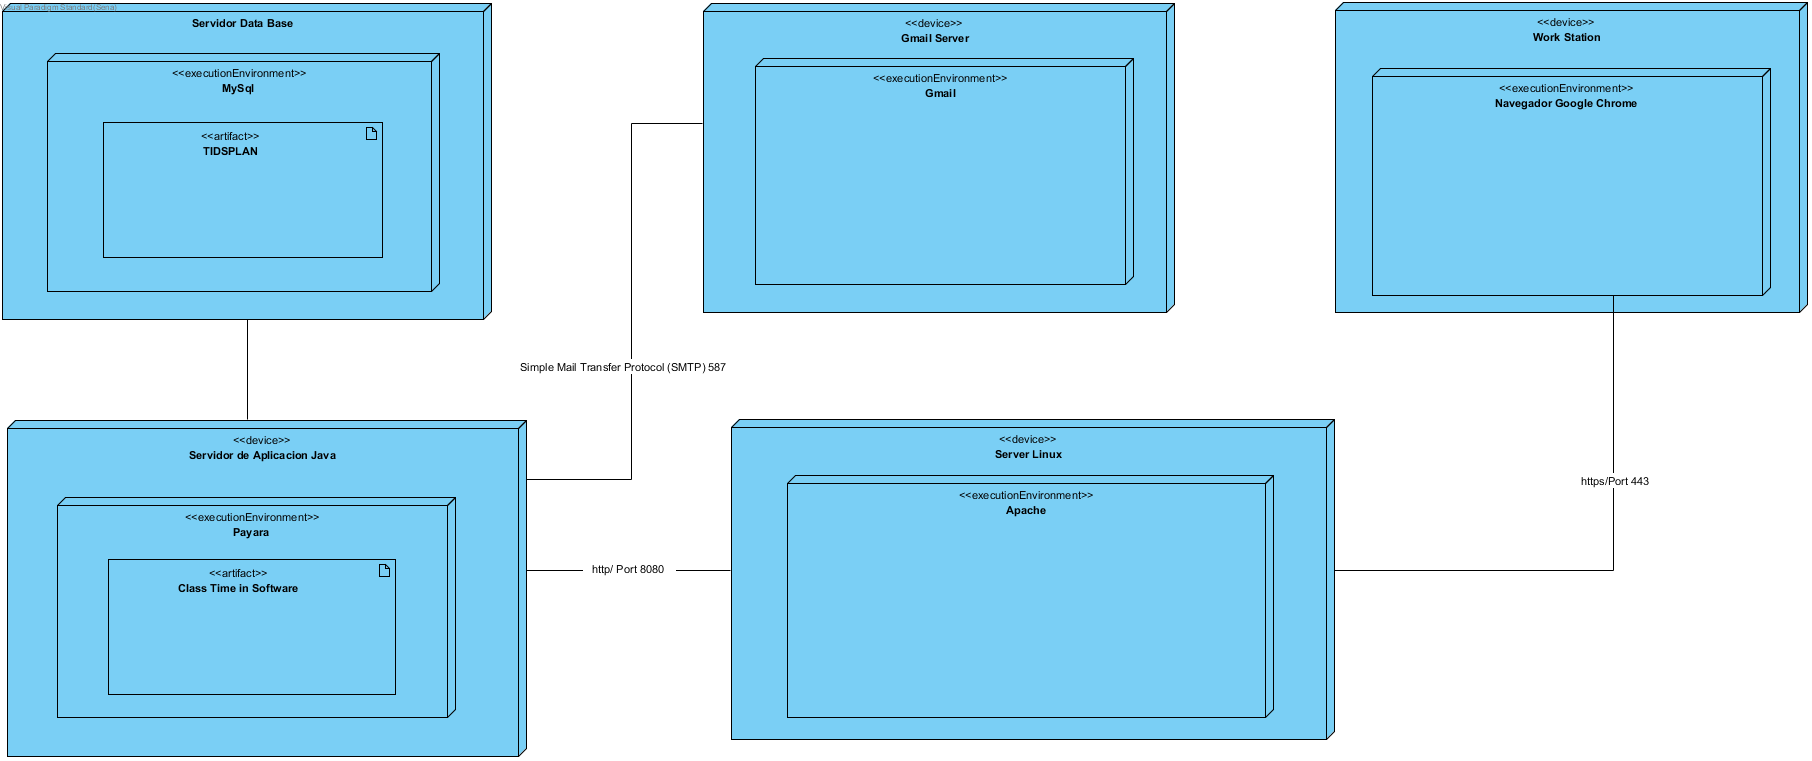 Visual Paradigm Standard(Sena)
Servidor Data Base
<<executionEnvironment>>
MySql
<<artifact>>
TIDSPLAN
<<device>>
Gmail Server
<<executionEnvironment>>
Gmail
<<device>>
Work Station
<<executionEnvironment>>
Navegador Google Chrome
Simple Mail Transfer Protocol (SMTP) 587
<<device>>
Servidor de Aplicacion Java
<<executionEnvironment>>
Payara
<<artifact>>
Class Time in Software
http/ Port 8080
<<device>>
Server Linux
<<executionEnvironment>>
Apache
https/Port 443